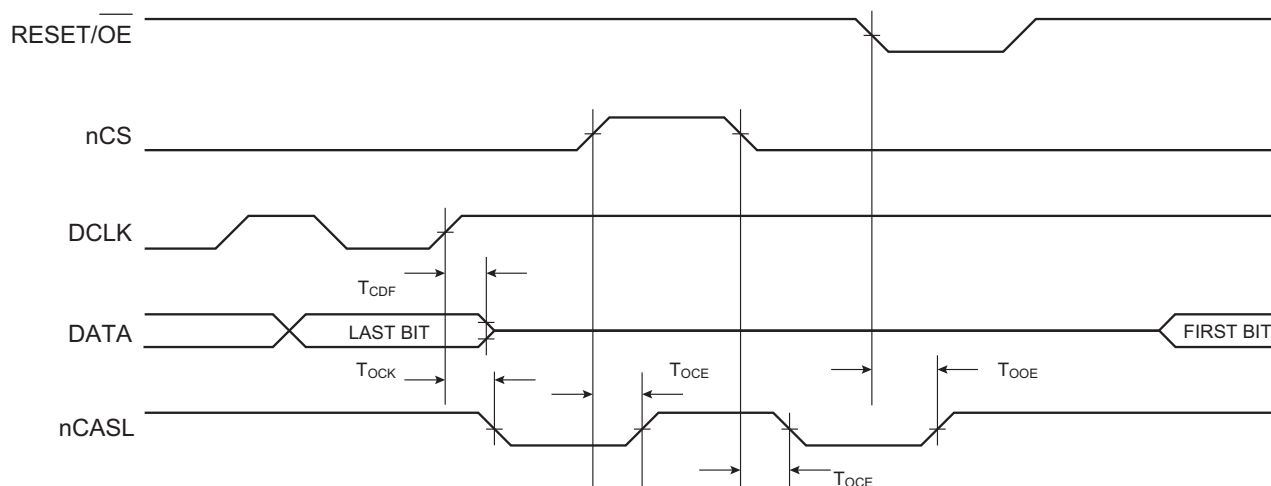 RESET/OE
nCS
DCLK
TCDF
DATA
LAST BIT
FIRST BIT
TOCK
TOCE
TOOE
nCASL
TOCE